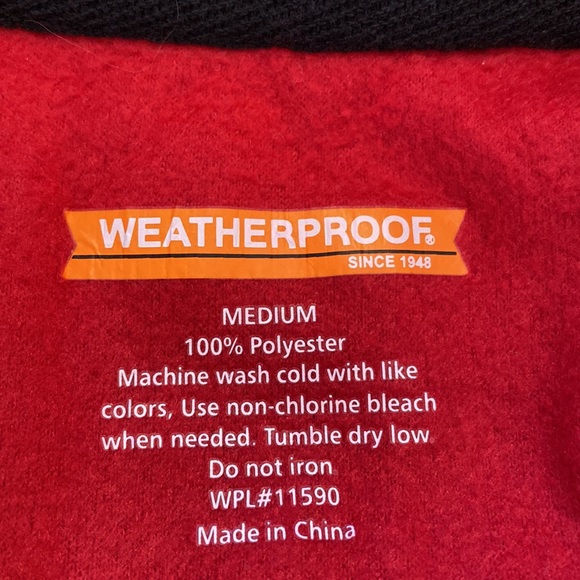 WEATHERPROOF®
SINCE 1948
MEDIUM
100% Polyester
Machine wash cold with like
colors, Use non-chlorine bleach
when needed. Tumble dry low
Do not iron
WPL#11590
Made in China